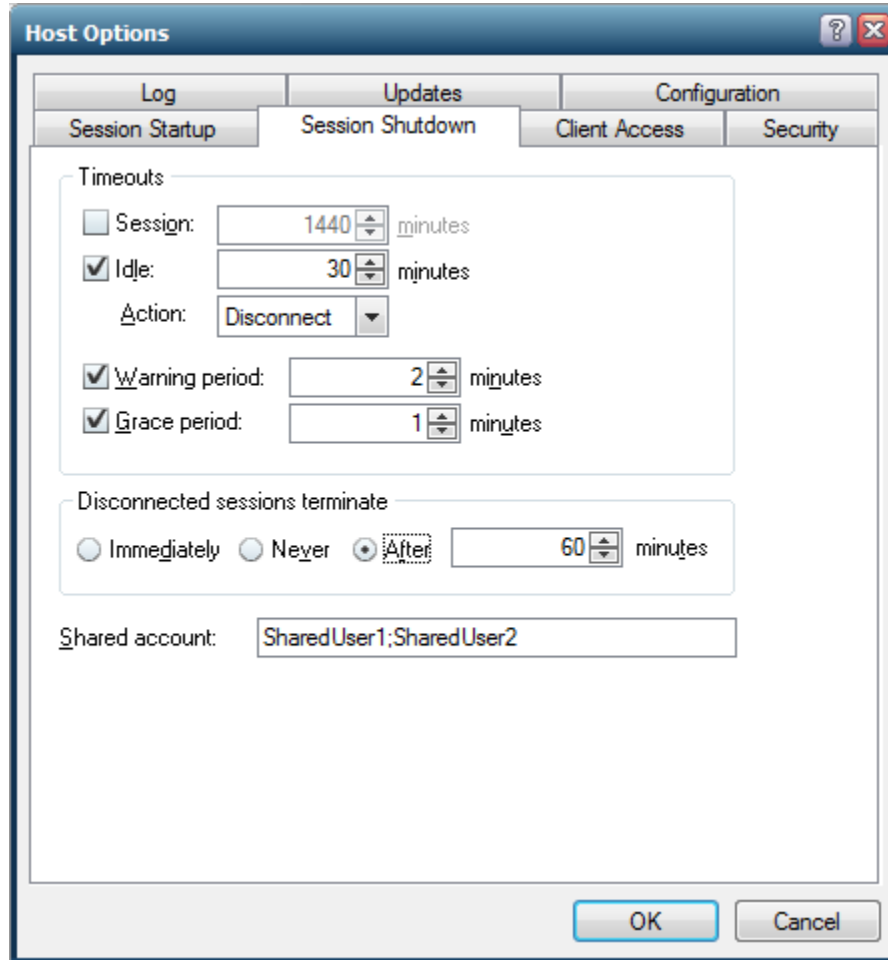 Host Options
Log Updates Configuration
Session Startup Session Shutdown Client Access Security
Timeouts
Session: 1440 minutes
Idle: 30 minutes
Action: Disconnect
Warning period: 2 minutes
Grace period: 1 minutes
Disconnected sessions terminate
Immediately Never After 60 minutes
Shared account: SharedUser1;SharedUser2
OK Cancel